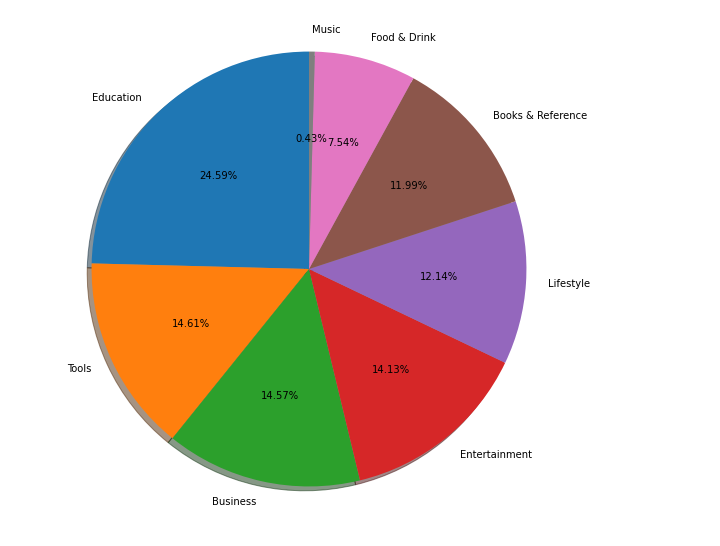 Music
Food & Drink
Education
Books & Reference
0.43%
7.54%
24.59%
11.99%
12.14%
Lifestyle
14.61%
Tools
14.13%
14.57%
Entertainment
Business